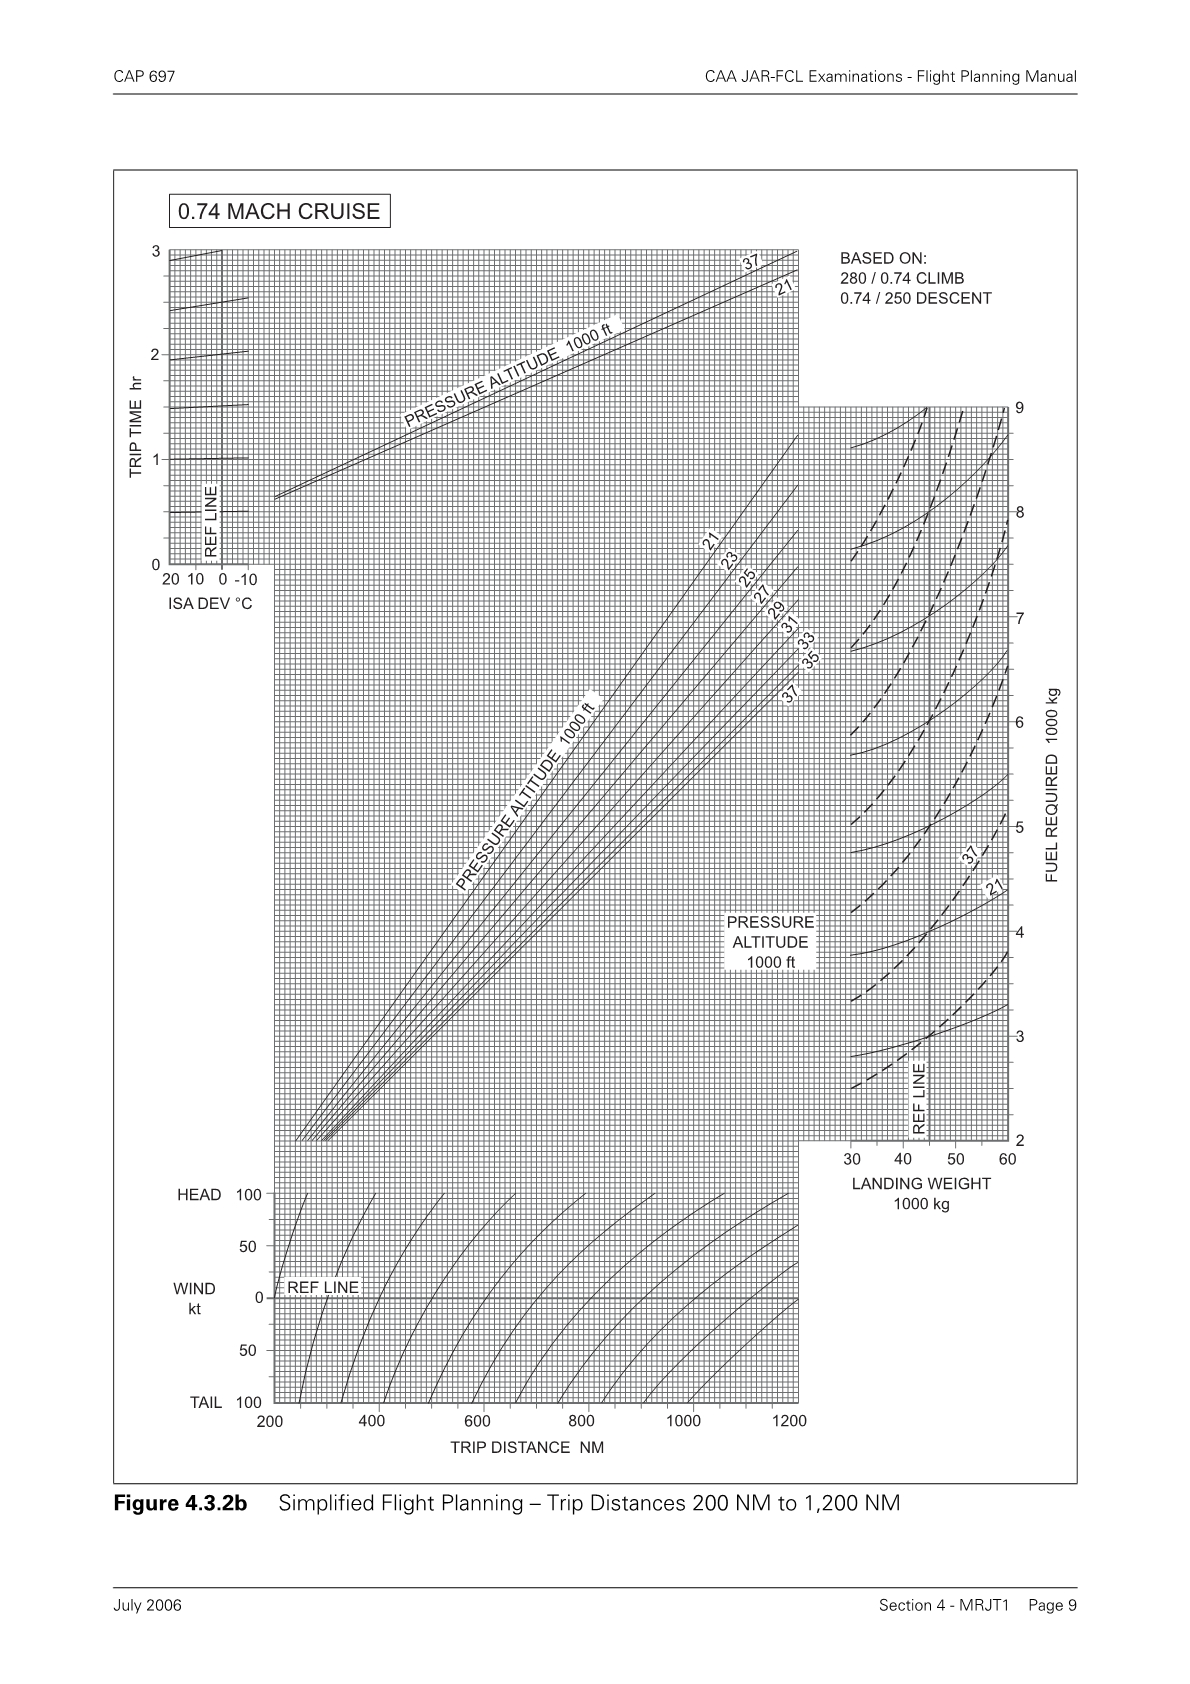 CAP 697
CAA JAR-FCL Examinations - Flight Planning Manual
0.74 MACH CRUISE
BASED ON:
280 / 0.74 CLIMB
0.74 / 250 DESCENT
3
2
1
0
TRIP TIME hr
REF LINE
20 10 0 -10
ISA DEV °C
PRESSURE ALTITUDE 1000 ft
37
21
PRESSURE ALTITUDE 1000 ft
21
23
25
27
29
31
33
35
37
9
8
7
6
5
4
3
2
FUEL REQUIRED 1000 kg
37
21
PRESSURE
ALTITUDE
1000 ft
REF LINE
30 40 50 60
LANDING WEIGHT
1000 kg
HEAD 100
50
WIND
kt
0
REF LINE
50
TAIL 100
200 400 600 800 1000 1200
TRIP DISTANCE NM
Figure 4.3.2b Simplified Flight Planning – Trip Distances 200 NM to 1,200 NM
July 2006
Section 4 - MRJT1 Page 9